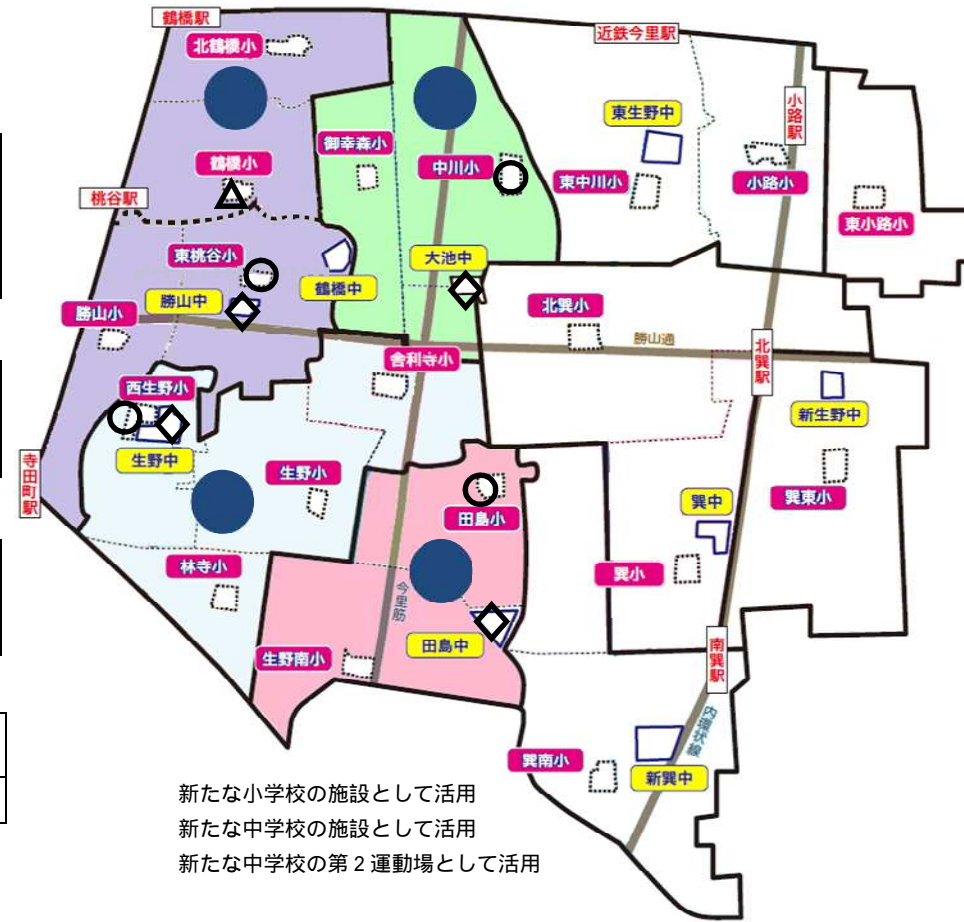 鶴橋駅
北鶴橋小
近鉄今里駅
小路駅
東生野中
御幸森小
中川小
鶴橋小
東中川小
小路小
桃谷駅
東小路小
東桃谷小
大池中
勝山中
鶴橋中
北巽小
勝山小
勝山通
北巽駅
舎利寺小
西生野小
新生野中
生野中
生野小
寺田町駅
田島小
巽中
巽東小
林寺小
巽小
今里筋
田島中
生野南小
南巽駅
内環状線
巽南小
新巽中
新たな小学校の施設として活用
新たな中学校の施設として活用
新たな中学校の第2運動場として活用